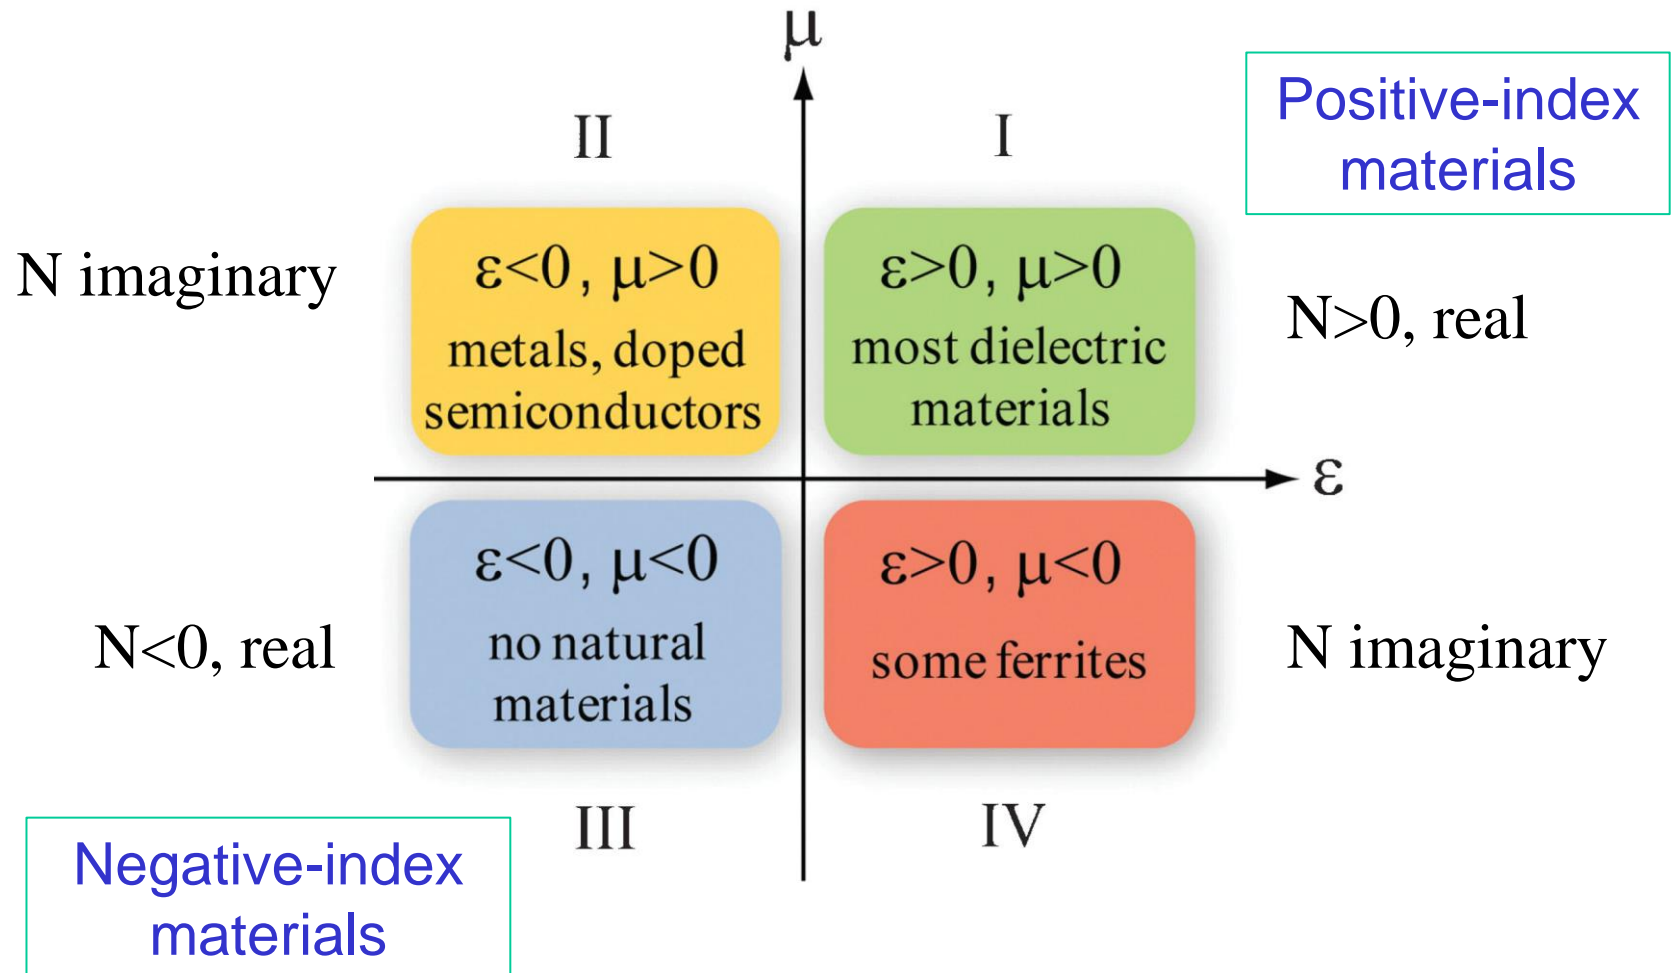 μ
Positive-index
materials
II
I
N imaginary
ε<0, μ>0
metals, doped
semiconductors
ε>0, μ>0
most dielectric
materials
N>0, real
ε
N<0, real
ε<0, μ<0
no natural
materials
ε>0, μ<0
some ferrites
N imaginary
III
IV
Negative-index
materials